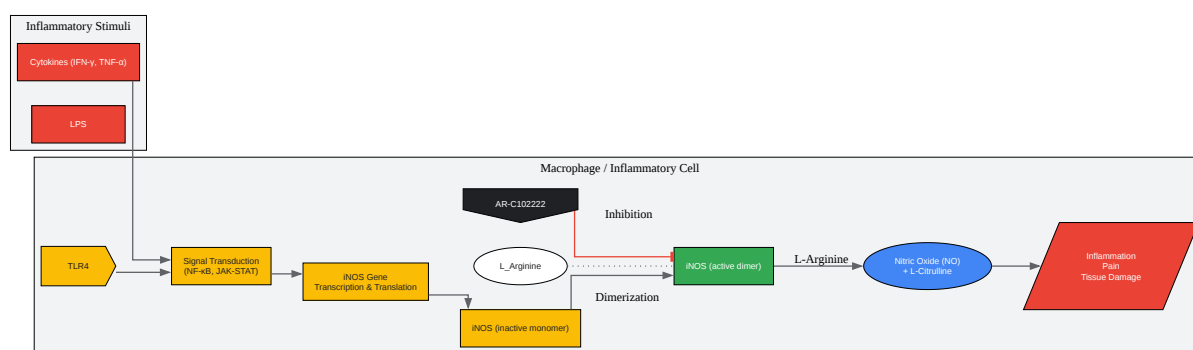 Inflammatory Stimuli
Cytokines (IFN-γ, TNF-α)
LPS
Macrophage / Inflammatory Cell
AR-C102222
Inhibition
TLR4
Signal Transduction
(NF-κB, JAK-STAT)
iNOS Gene
Transcription & Translation
L_Arginine
iNOS (active dimer)
L-Arginine
Nitric Oxide (NO)
+ L-Citrulline
Inflammation
Pain
Tissue Damage
Dimerization
iNOS (inactive monomer)